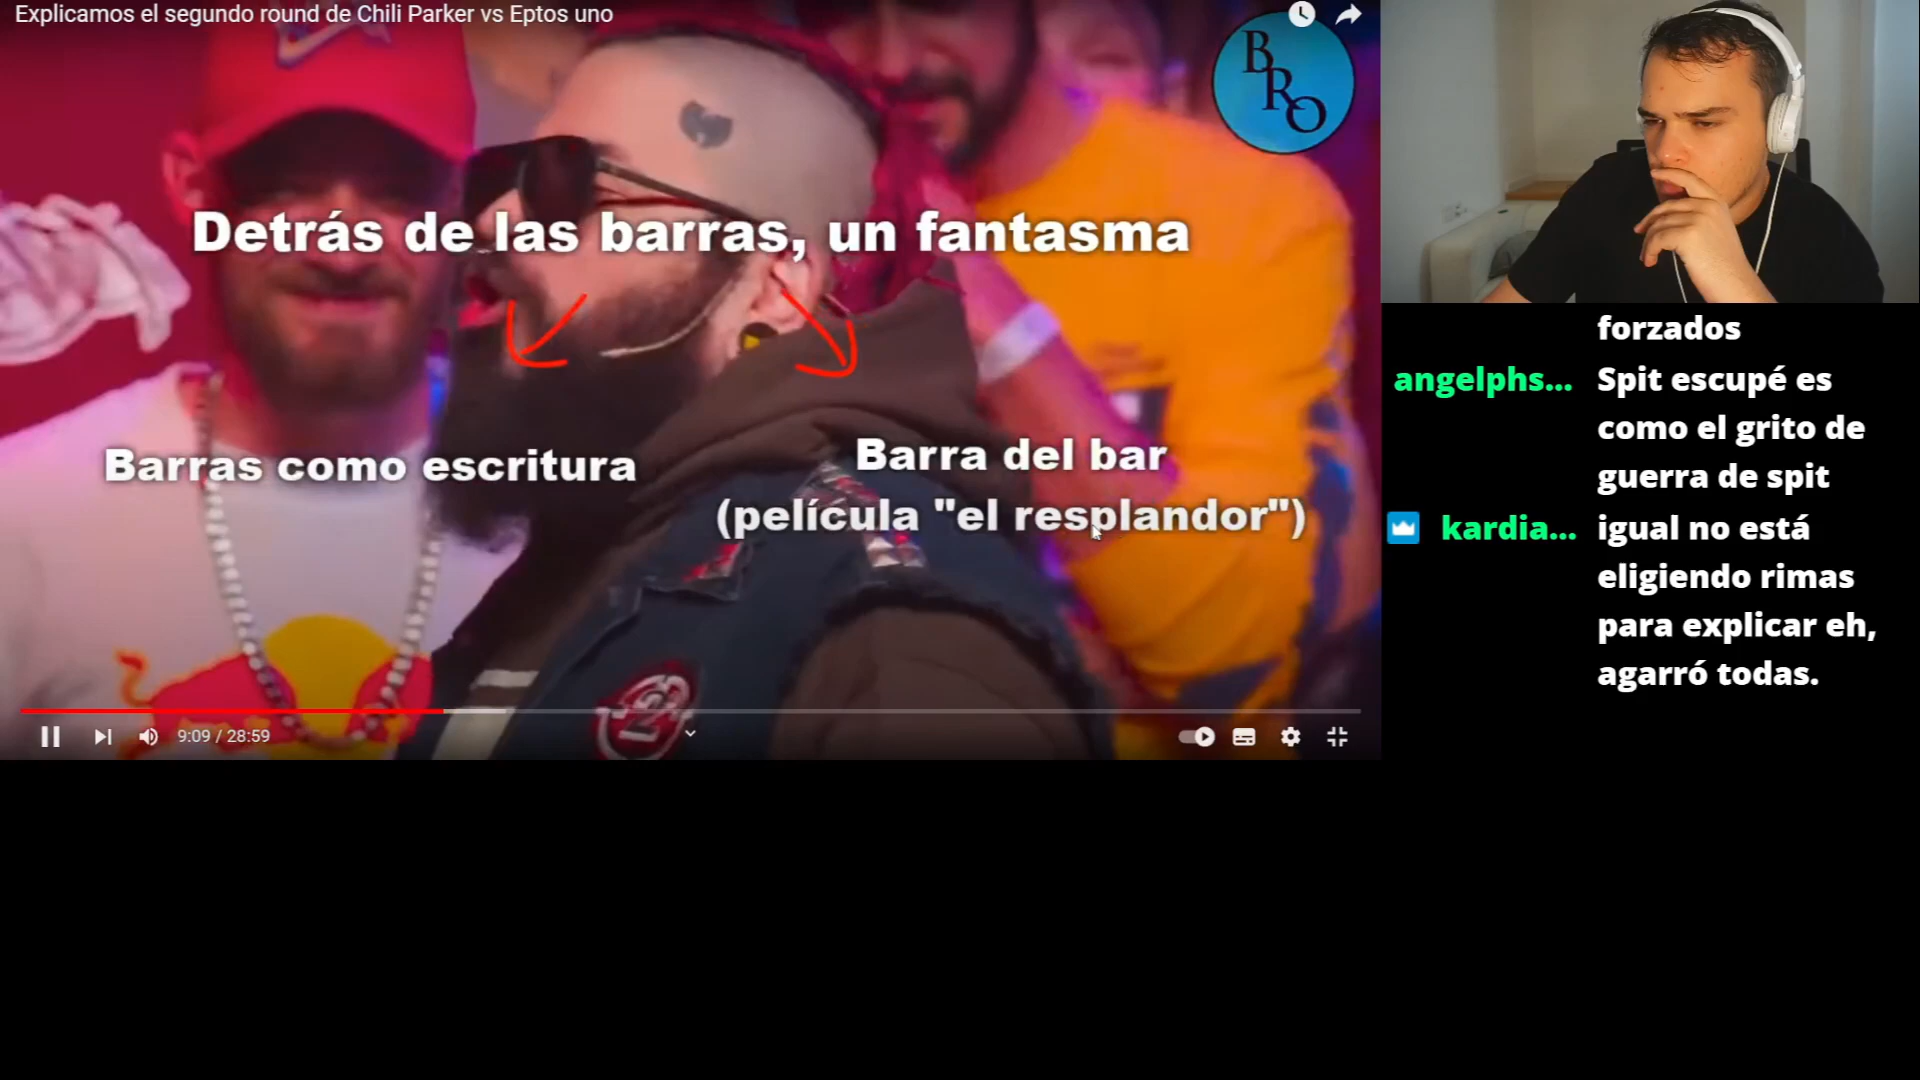 Explicamos el segundo round de Chili Parker vs Eptos uno
BRO
Detrás de las barras, un fantasma
Barras como escritura
Barra del bar
(película "el resplandor")
9:09 / 28:59
forzados
angelphs... Spit escupé es
como el grito de
guerra de spit
kardia... igual no está
eligiendo rimas
para explicar eh,
agarró todas.